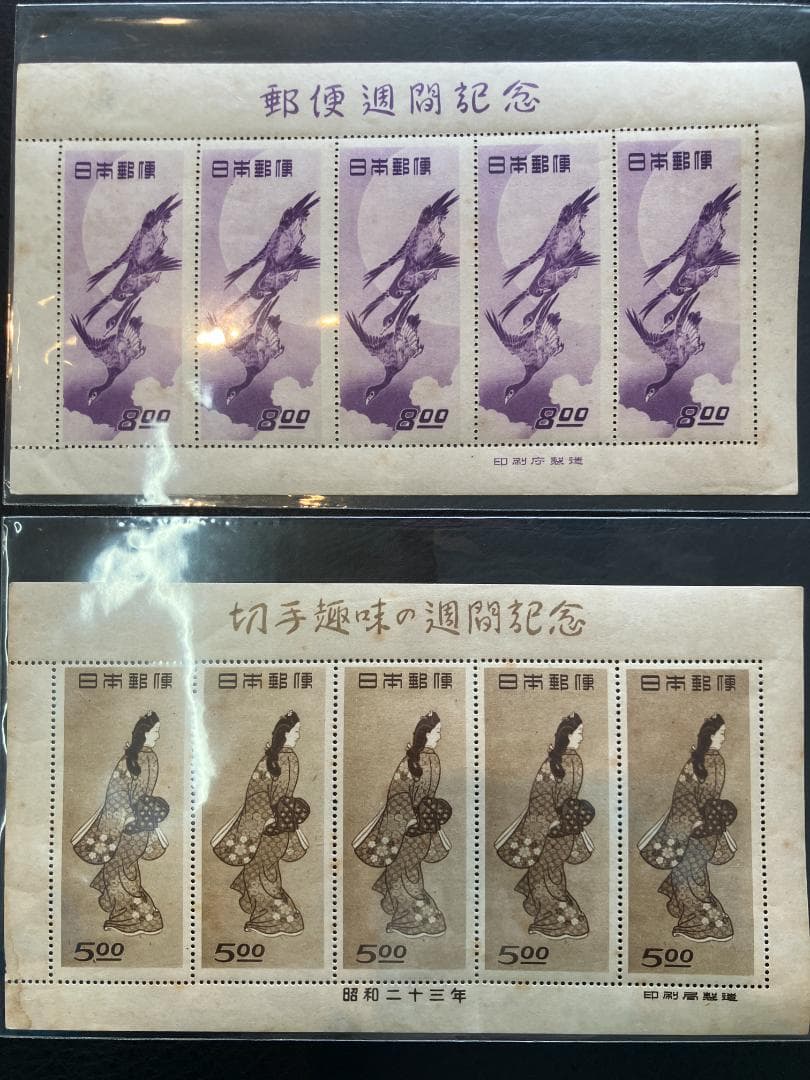 郵便週間記念
日本郵便 日本郵便 日本郵便 日本郵便 日本郵便
8.00 8.00 8.00 8.00 8.00
印刷庁製造
切手趣味の週間記念
日本郵便 日本郵便 日本郵便 日本郵便 日本郵便
5.00 5.00 5.00 5.00 5.00
昭和二十三年 印刷局製造